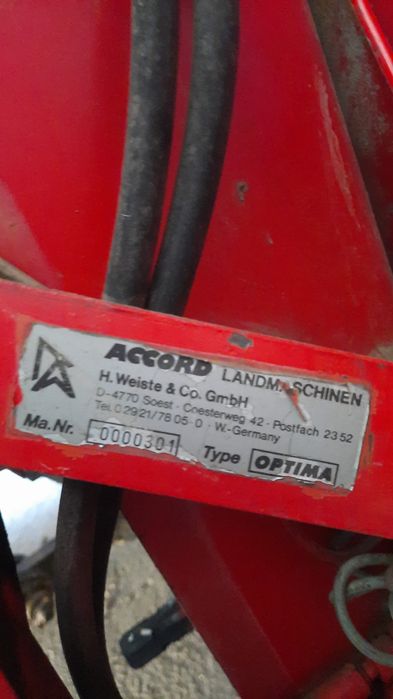 ACCORD LANDMASCHINEN
H. Weiste & Co. GmbH
D-4770 Soest · Coesterweg 42 · Postfach 23 52
Tel. 0 29 21/78 05-0 · W.-Germany
Ma. Nr. 0000301 Type OPTIMA